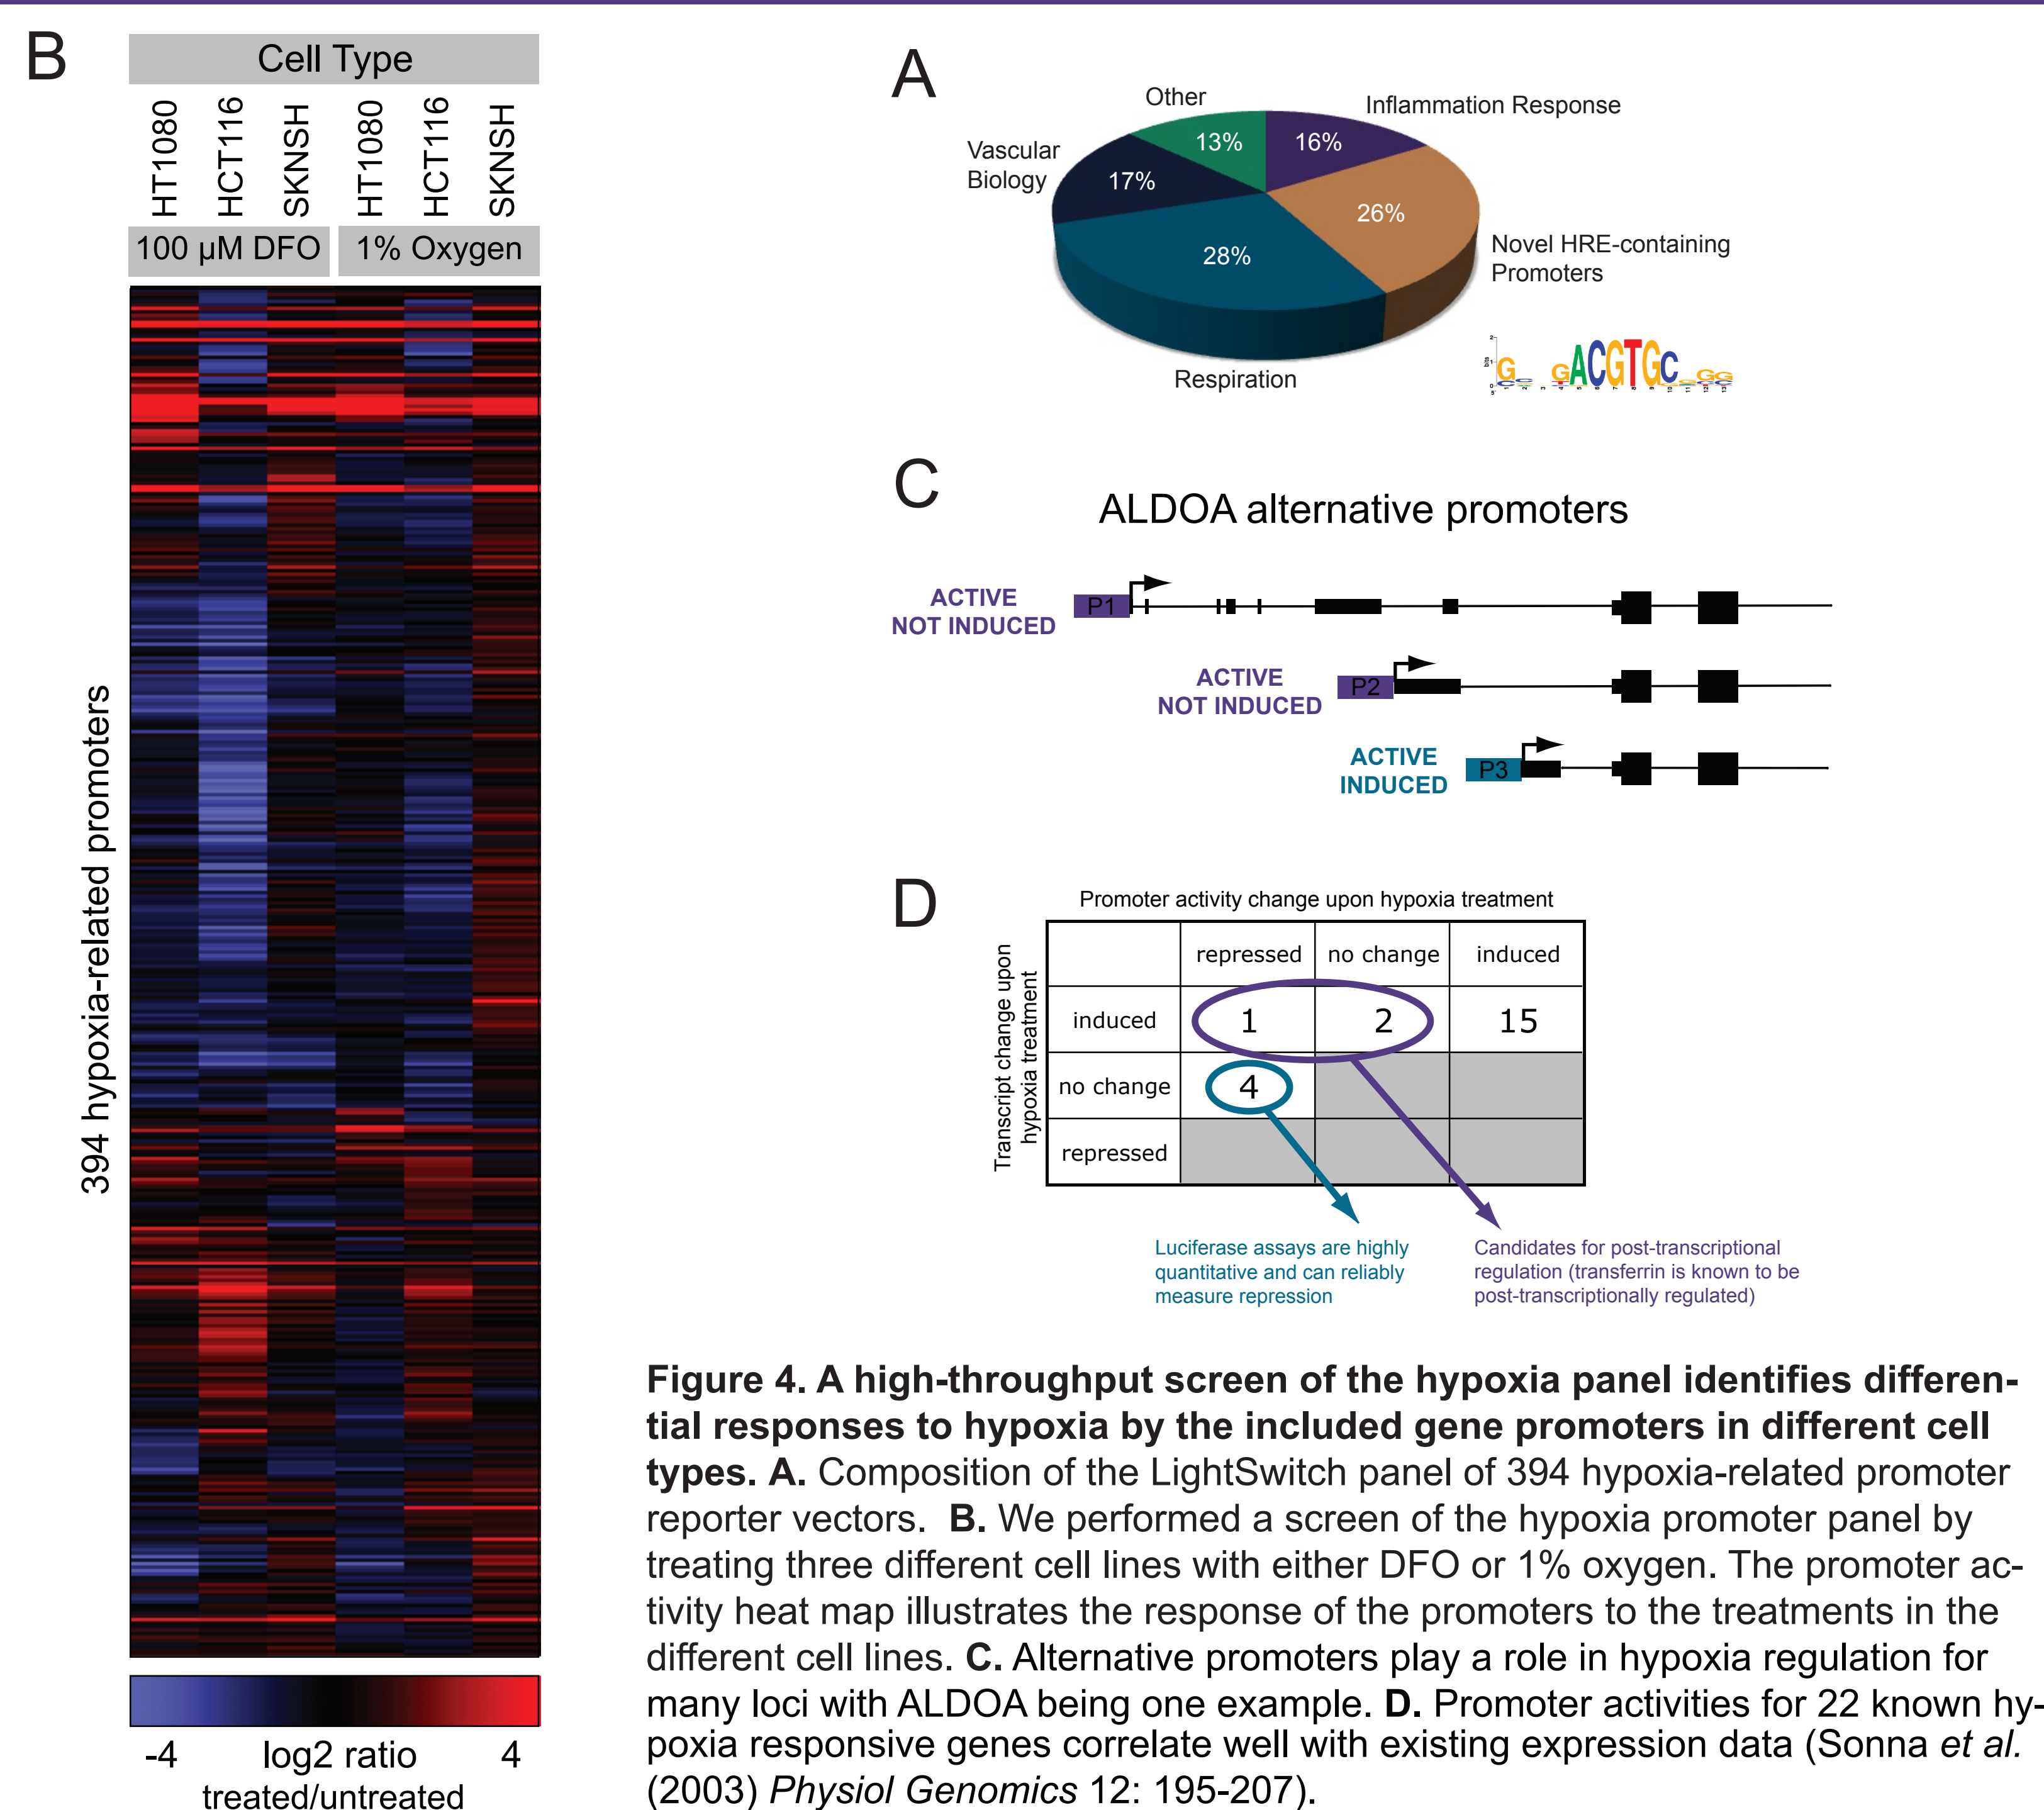 B
Cell Type
HT1080
HCT116
SKNSH
HT1080
HCT116
SKNSH
100 µM DFO
1% Oxygen
394 hypoxia-related promoters
-4
log2 ratio
4
treated/untreated
A
Other
Inflammation Response
Vascular
Biology
13%
16%
17%
26%
28%
Novel HRE-containing
Promoters
Respiration
GACGTGC
C
ALDOA alternative promoters
ACTIVE
NOT INDUCED
P1
ACTIVE
NOT INDUCED
P2
ACTIVE
INDUCED
P3
D
Promoter activity change upon hypoxia treatment
Transcript change upon
hypoxia treatment
repressed
no change
induced
induced
1
2
15
no change
4
repressed
Luciferase assays are highly
quantitative and can reliably
measure repression
Candidates for post-transcriptional
regulation (transferrin is known to be
post-transcriptionally regulated)
Figure 4. A high-throughput screen of the hypoxia panel identifies differen-
tial responses to hypoxia by the included gene promoters in different cell
types. A. Composition of the LightSwitch panel of 394 hypoxia-related promoter
reporter vectors. B. We performed a screen of the hypoxia promoter panel by
treating three different cell lines with either DFO or 1% oxygen. The promoter ac-
tivity heat map illustrates the response of the promoters to the treatments in the
different cell lines. C. Alternative promoters play a role in hypoxia regulation for
many loci with ALDOA being one example. D. Promoter activities for 22 known hy-
poxia responsive genes correlate well with existing expression data (Sonna et al.
(2003) Physiol Genomics 12: 195-207).